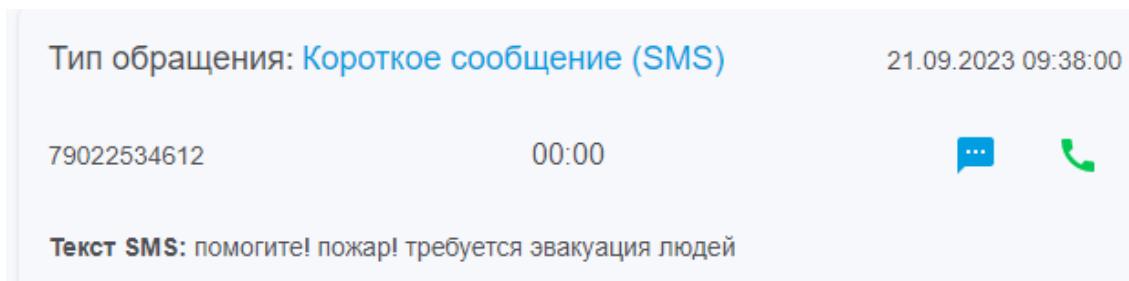 Тип обращения: Короткое сообщение (SMS) 21.09.2023 09:38:00
79022534612 00:00
Текст SMS: помогите! пожар! требуется эвакуация людей